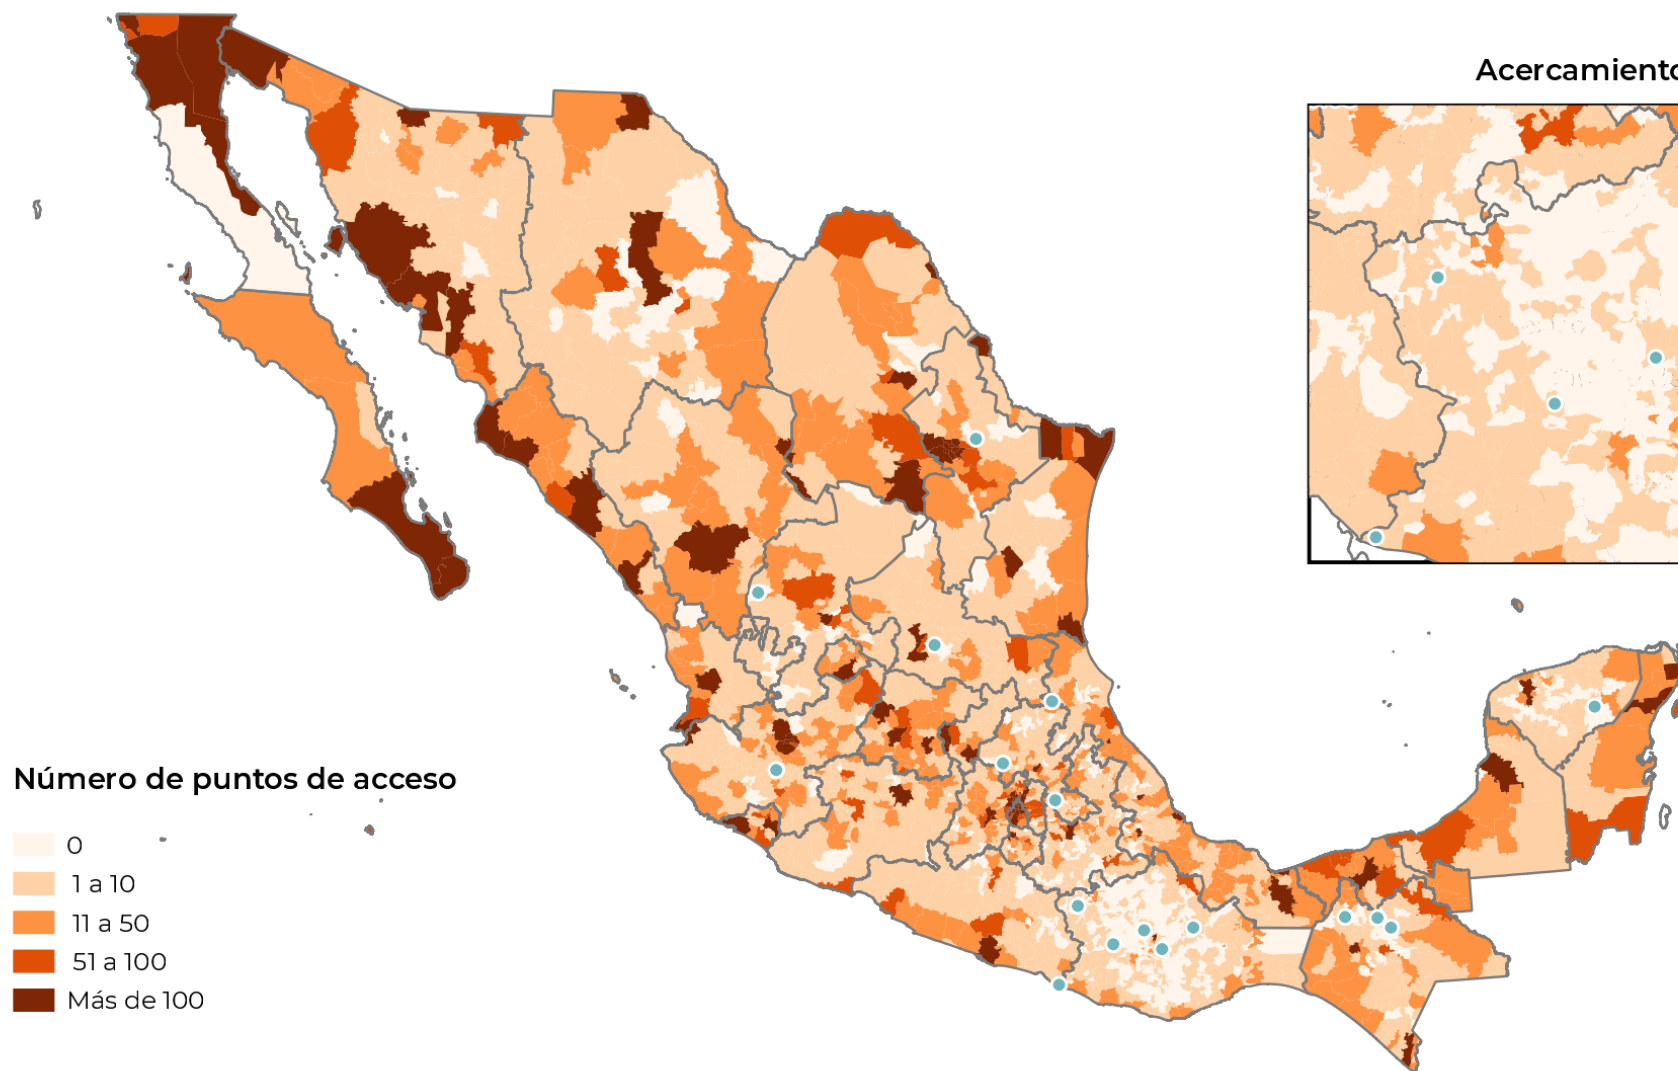 Acercamiento
Número de puntos de acceso
0
1 a 10
11 a 50
51 a 100
Más de 100